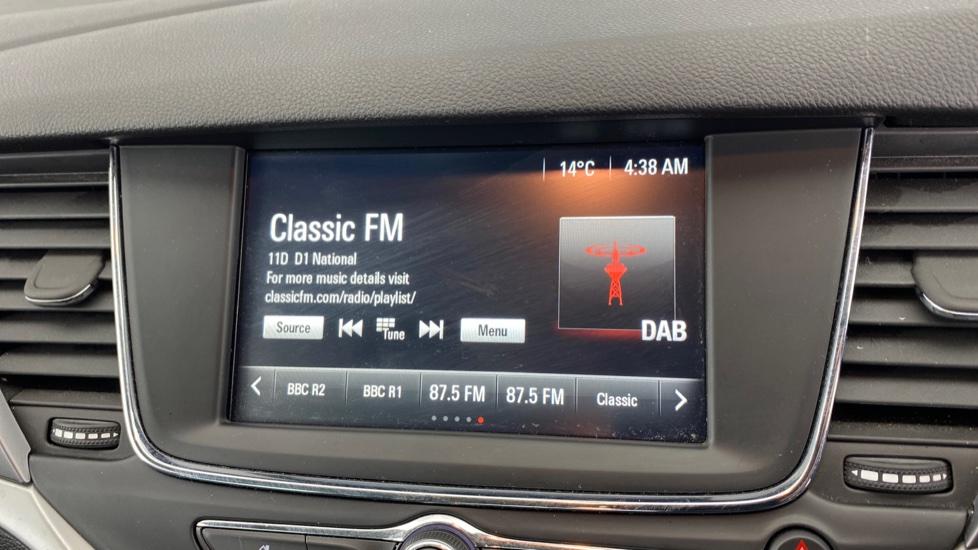 14°C 4:38 AM
Classic FM
11D D1 National
For more music details visit
classicfm.com/radio/playlist/
Source Tune Menu
DAB
BBC R2 BBC R1 87.5 FM 87.5 FM Classic